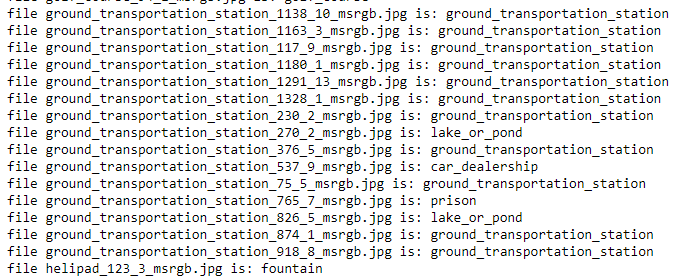 file ground_transportation_station_1138_10_msrgb.jpg is: ground_transportation_station
file ground_transportation_station_1163_3_msrgb.jpg is: ground_transportation_station
file ground_transportation_station_117_9_msrgb.jpg is: ground_transportation_station
file ground_transportation_station_1180_1_msrgb.jpg is: ground_transportation_station
file ground_transportation_station_1291_13_msrgb.jpg is: ground_transportation_station
file ground_transportation_station_1328_1_msrgb.jpg is: ground_transportation_station
file ground_transportation_station_230_2_msrgb.jpg is: ground_transportation_station
file ground_transportation_station_270_2_msrgb.jpg is: lake_or_pond
file ground_transportation_station_376_5_msrgb.jpg is: ground_transportation_station
file ground_transportation_station_537_9_msrgb.jpg is: car_dealership
file ground_transportation_station_75_5_msrgb.jpg is: ground_transportation_station
file ground_transportation_station_765_7_msrgb.jpg is: prison
file ground_transportation_station_826_5_msrgb.jpg is: lake_or_pond
file ground_transportation_station_874_1_msrgb.jpg is: ground_transportation_station
file ground_transportation_station_918_8_msrgb.jpg is: ground_transportation_station
file helipad_123_3_msrgb.jpg is: fountain